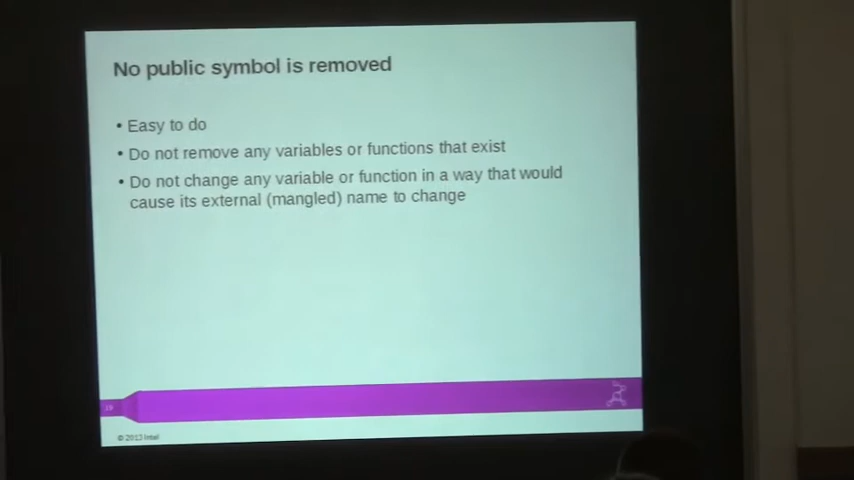 No public symbol is removed
• Easy to do
• Do not remove any variables or functions that exist
• Do not change any variable or function in a way that would
cause its external (mangled) name to change
19
© 2013 Intel